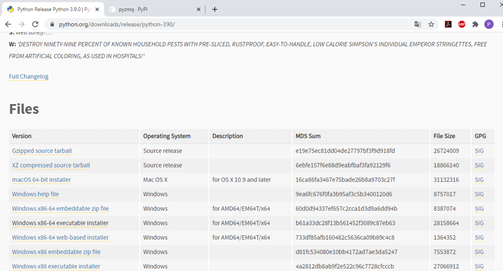 Python Release Python 3.9.0 | Py
pyzmq · PyPI
python.org/downloads/release/python-390/
W: "DESTROY NINETY-NINE PERCENT OF KNOWN HOUSEHOLD PESTS WITH PRE-SLICED, RUSTPROOF, EASY-TO-HANDLE, LOW CALORIE SIMPSON'S INDIVIDUAL EMPEROR STRINGETTES, FREE
FROM ARTIFICIAL COLORING, AS USED IN HOSPITALS!"
Full Changelog
Files
Version Operating System Description MD5 Sum File Size GPG
Gzipped source tarball Source release e19e75ec81dd04de27797bf3f9d918fd 26724009 SIG
XZ compressed source tarball Source release 6ebfe157f6e88d9eabfbaf3fa92129f6 18866140 SIG
macOS 64-bit installer Mac OS X for OS X 10.9 and later 16ca86fa3467e75bade26b8a9703c27f 31132316 SIG
Windows help file Windows 9ea6fc676f0fa3b95af3c5b3400120d6 8757017 SIG
Windows x86-64 embeddable zip file Windows for AMD64/EM64T/x64 60d0d94337ef657c2cca1d3d9a6dd94b 8387074 SIG
Windows x86-64 executable installer Windows for AMD64/EM64T/x64 b61a33dc28f13b561452f3089c87eb63 28158664 SIG
Windows x86-64 web-based installer Windows for AMD64/EM64T/x64 733df85afb160482c5636ca09b89c4c8 1364352 SIG
Windows x86 embeddable zip file Windows d81fc534080e10bb4172ad7ae3da5247 7553872 SIG
Windows x86 executable installer Windows 4a2812db8ab9f2e522c96c7728cfcccb 27066912 SIG